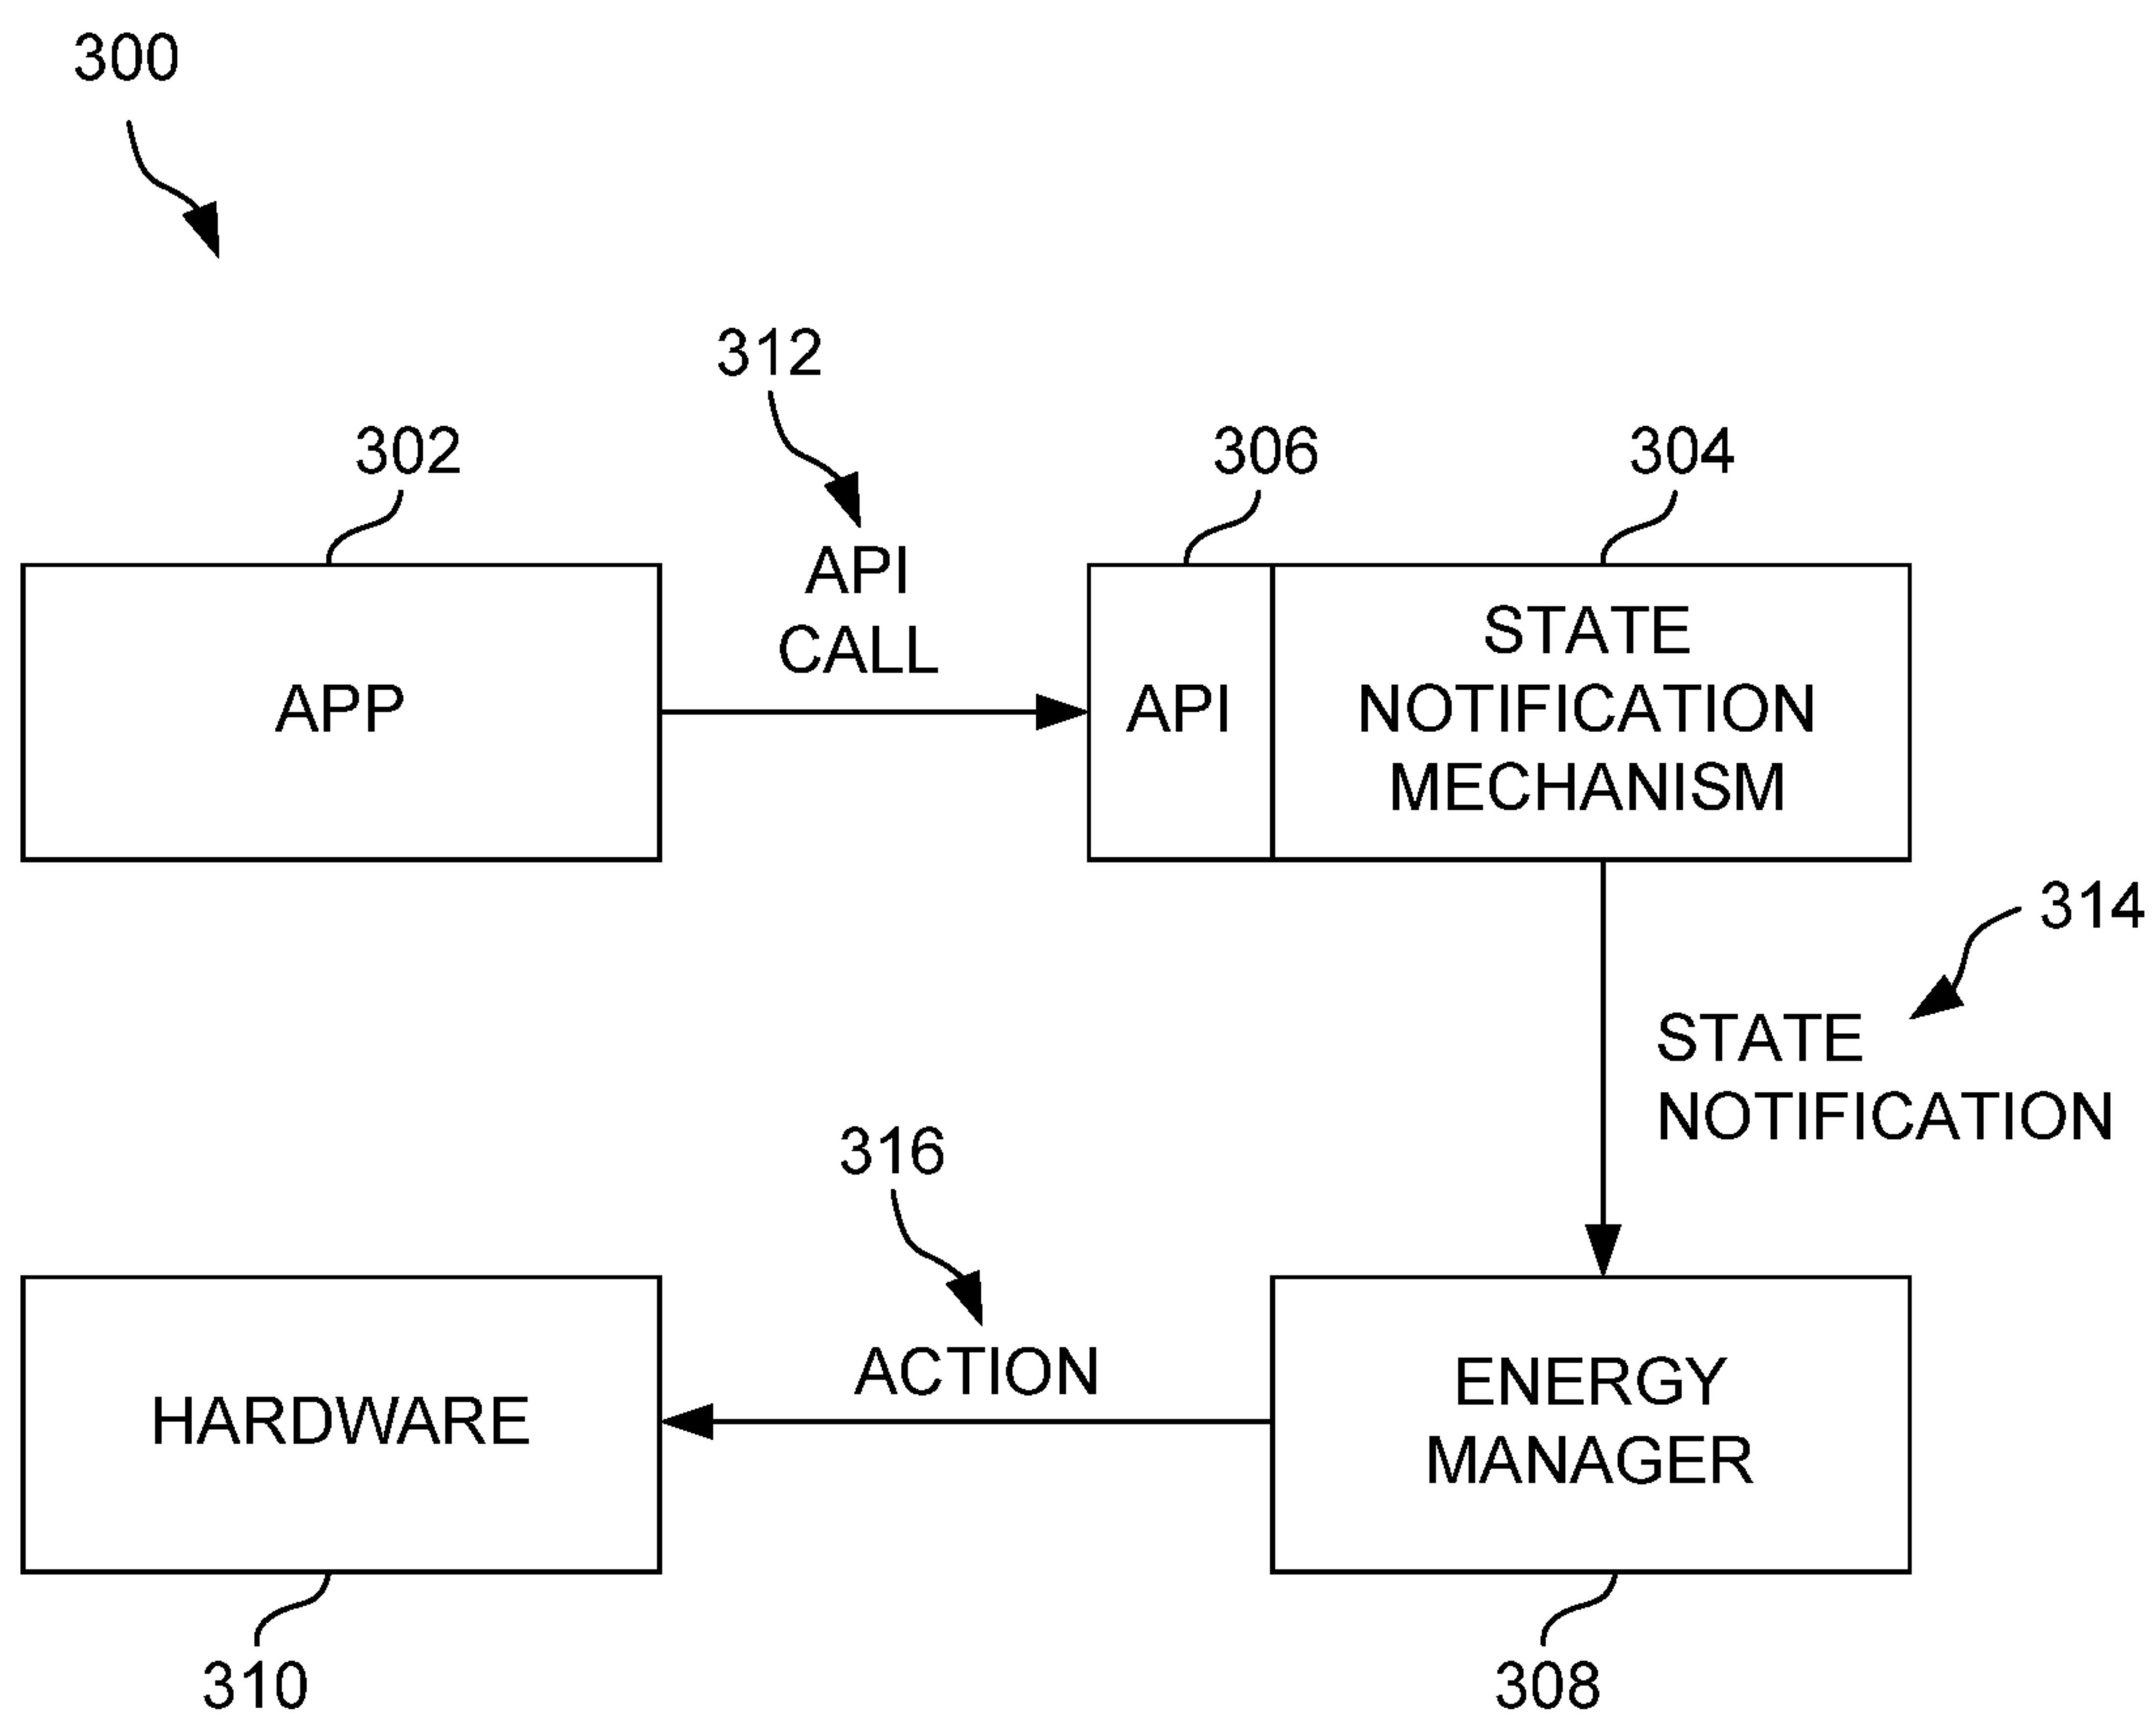 300
312
302
306
304
API
CALL
APP
API
STATE
NOTIFICATION
MECHANISM
314
STATE
NOTIFICATION
316
ACTION
HARDWARE
ENERGY
MANAGER
310
308